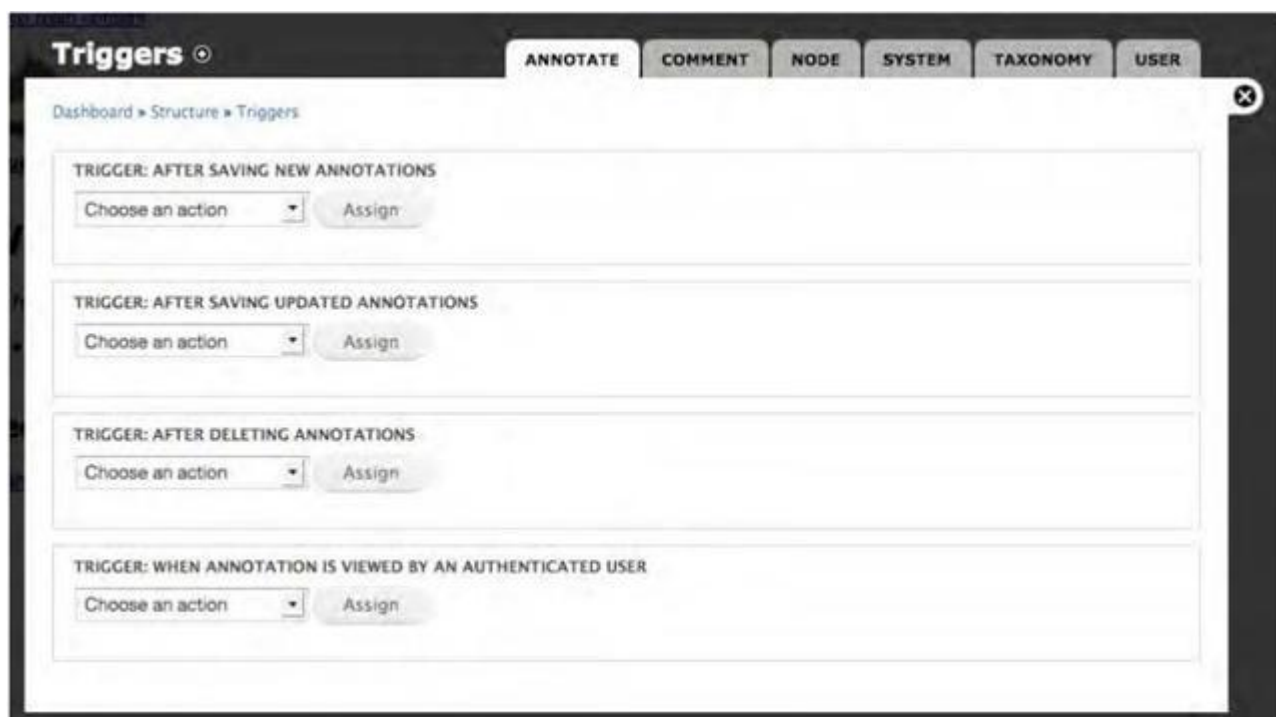 Triggers
ANNOTATE COMMENT NODE SYSTEM TAXONOMY USER
Dashboard » Structure » Triggers
TRIGGER: AFTER SAVING NEW ANNOTATIONS
Choose an action Assign
TRIGGER: AFTER SAVING UPDATED ANNOTATIONS
Choose an action Assign
TRIGGER: AFTER DELETING ANNOTATIONS
Choose an action Assign
TRIGGER: WHEN ANNOTATION IS VIEWED BY AN AUTHENTICATED USER
Choose an action Assign